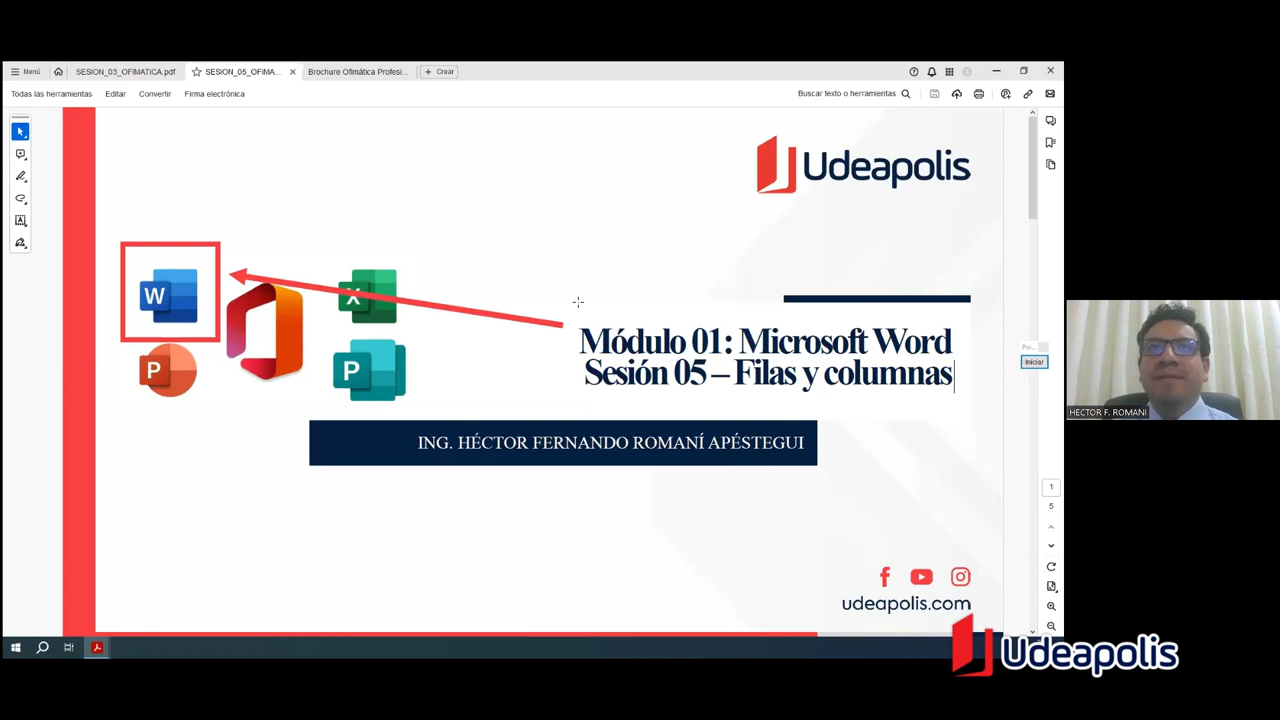 Menú
SESION_03_OFIMATICA.pdf
SESION_05_OFIMA...
Brochure Ofimática Profesi...
Crear
Todas las herramientas
Editar
Convertir
Firma electrónica
Buscar texto o herramientas
Udeapolis
W
X
P
P
Módulo 01: Microsoft Word
Sesión 05 – Filas y columnas
ING. HÉCTOR FERNANDO ROMANÍ APÉSTEGUI
Iniciar
HECTOR F. ROMANI
1
5
udeapolis.com
Udeapolis